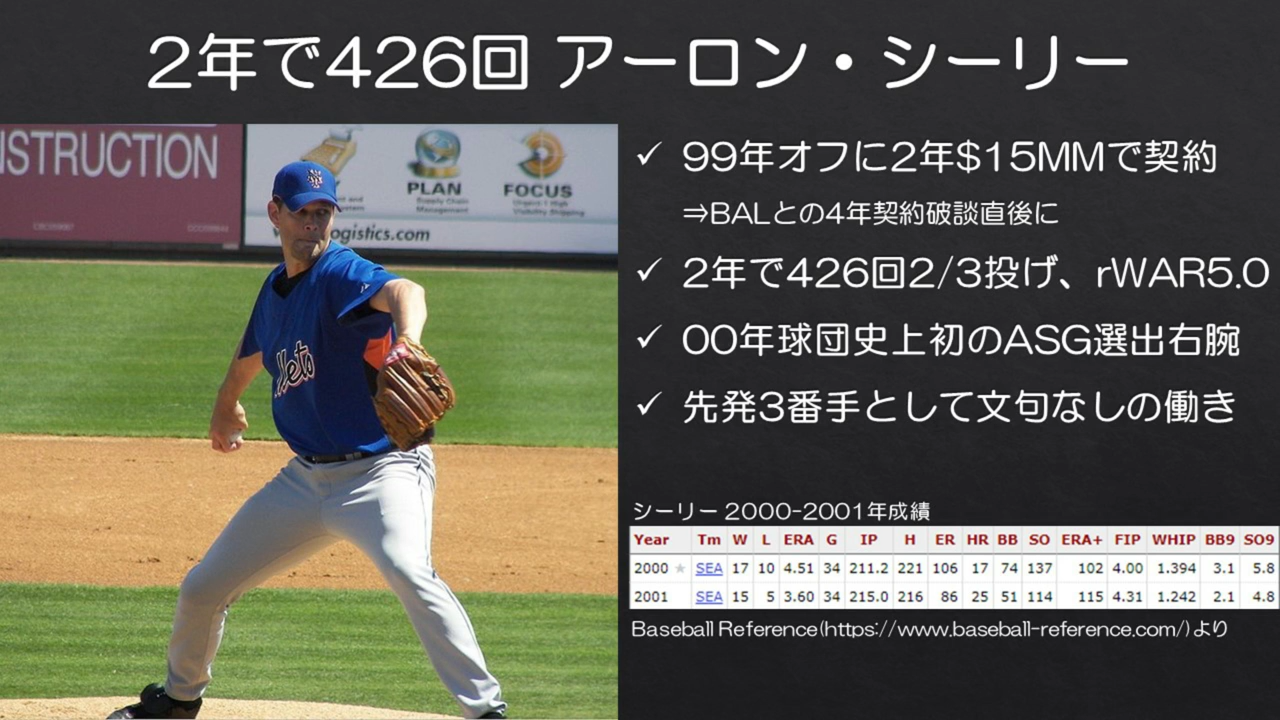 2年で426回 アーロン・シーリー
NSTRUCTION
PLAN
Supply Chain
Management
FOCUS
Urgent & High
Visibility Shipping
ogistics.com
Mets
✓ 99年オフに2年$15MMで契約
⇒BALとの4年契約破談直後に
✓ 2年で426回2/3投げ、rWAR5.0
✓ 00年球団史上初のASG選出右腕
✓ 先発3番手として文句なしの働き
シーリー 2000-2001年成績
Year Tm W L ERA G IP H ER HR BB SO ERA+ FIP WHIP BB9 SO9
2000 ★ SEA 17 10 4.51 34 211.2 221 106 17 74 137 102 4.00 1.394 3.1 5.8
2001 SEA 15 5 3.60 34 215.0 216 86 25 51 114 115 4.31 1.242 2.1 4.8
Baseball Reference(https://www.baseball-reference.com/)より